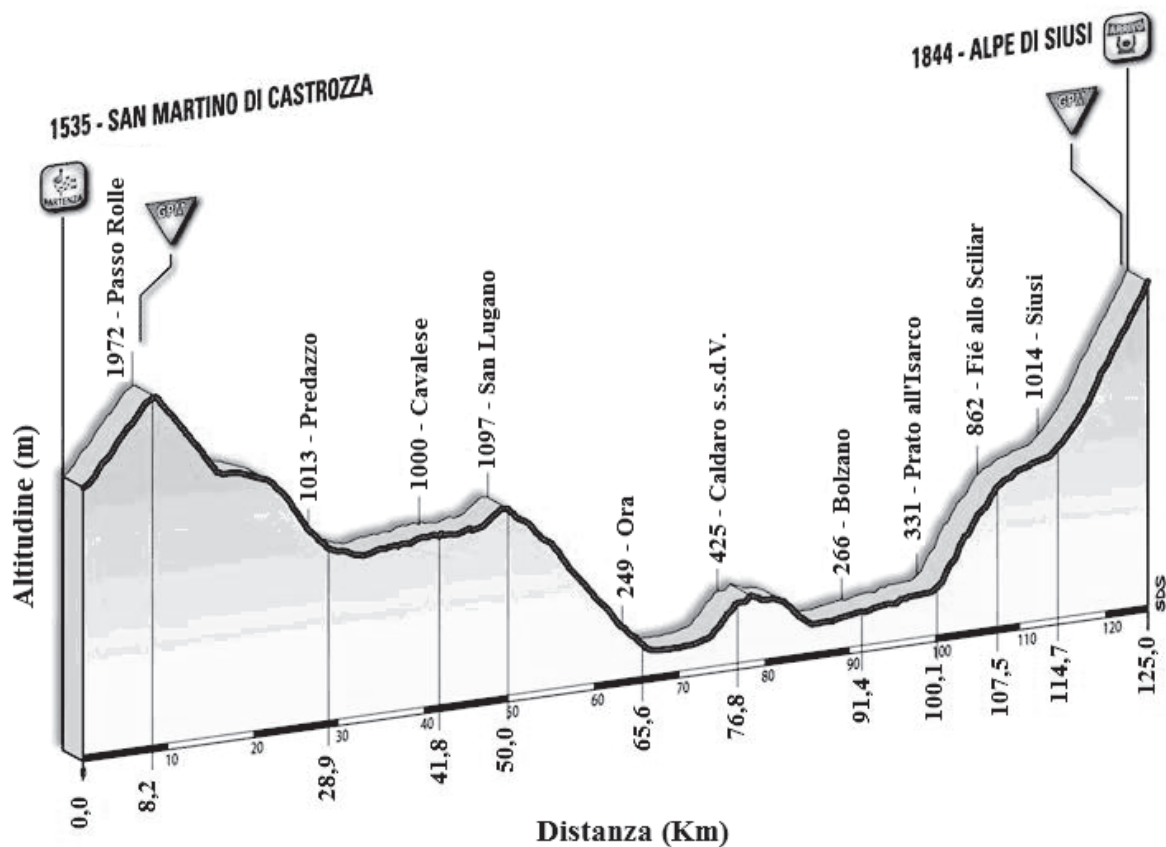 1844 - ALPE DI SIUSI
ARRIVO
GPM
1535 - SAN MARTINO DI CASTROZZA
PARTENZA
GPM
1972 - Passo Rolle
1013 - Predazzo
1000 - Cavalese
1097 - San Lugano
249 - Ora
425 - Caldaro s.s.d.V.
266 - Bolzano
331 - Prato all'Isarco
862 - Fié allo Sciliar
1014 - Siusi
Altitudine (m)
SDS
0
10
20
30
40
50
60
70
80
90
100
110
120
0,0
8,2
28,9
41,8
50,0
65,6
76,8
91,4
100,1
107,5
114,7
125,0
Distanza (Km)